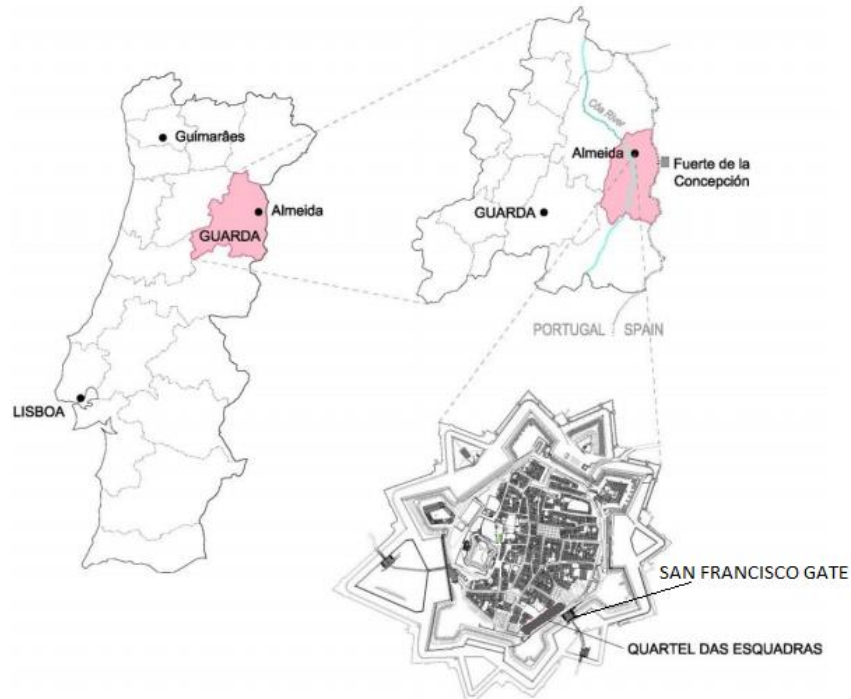 Guimarães
Almeida
GUARDA
LISBOA
Côa River
Almeida
Fuerte de la
Concepción
GUARDA
PORTUGAL SPAIN
SAN FRANCISCO GATE
QUARTEL DAS ESQUADRAS